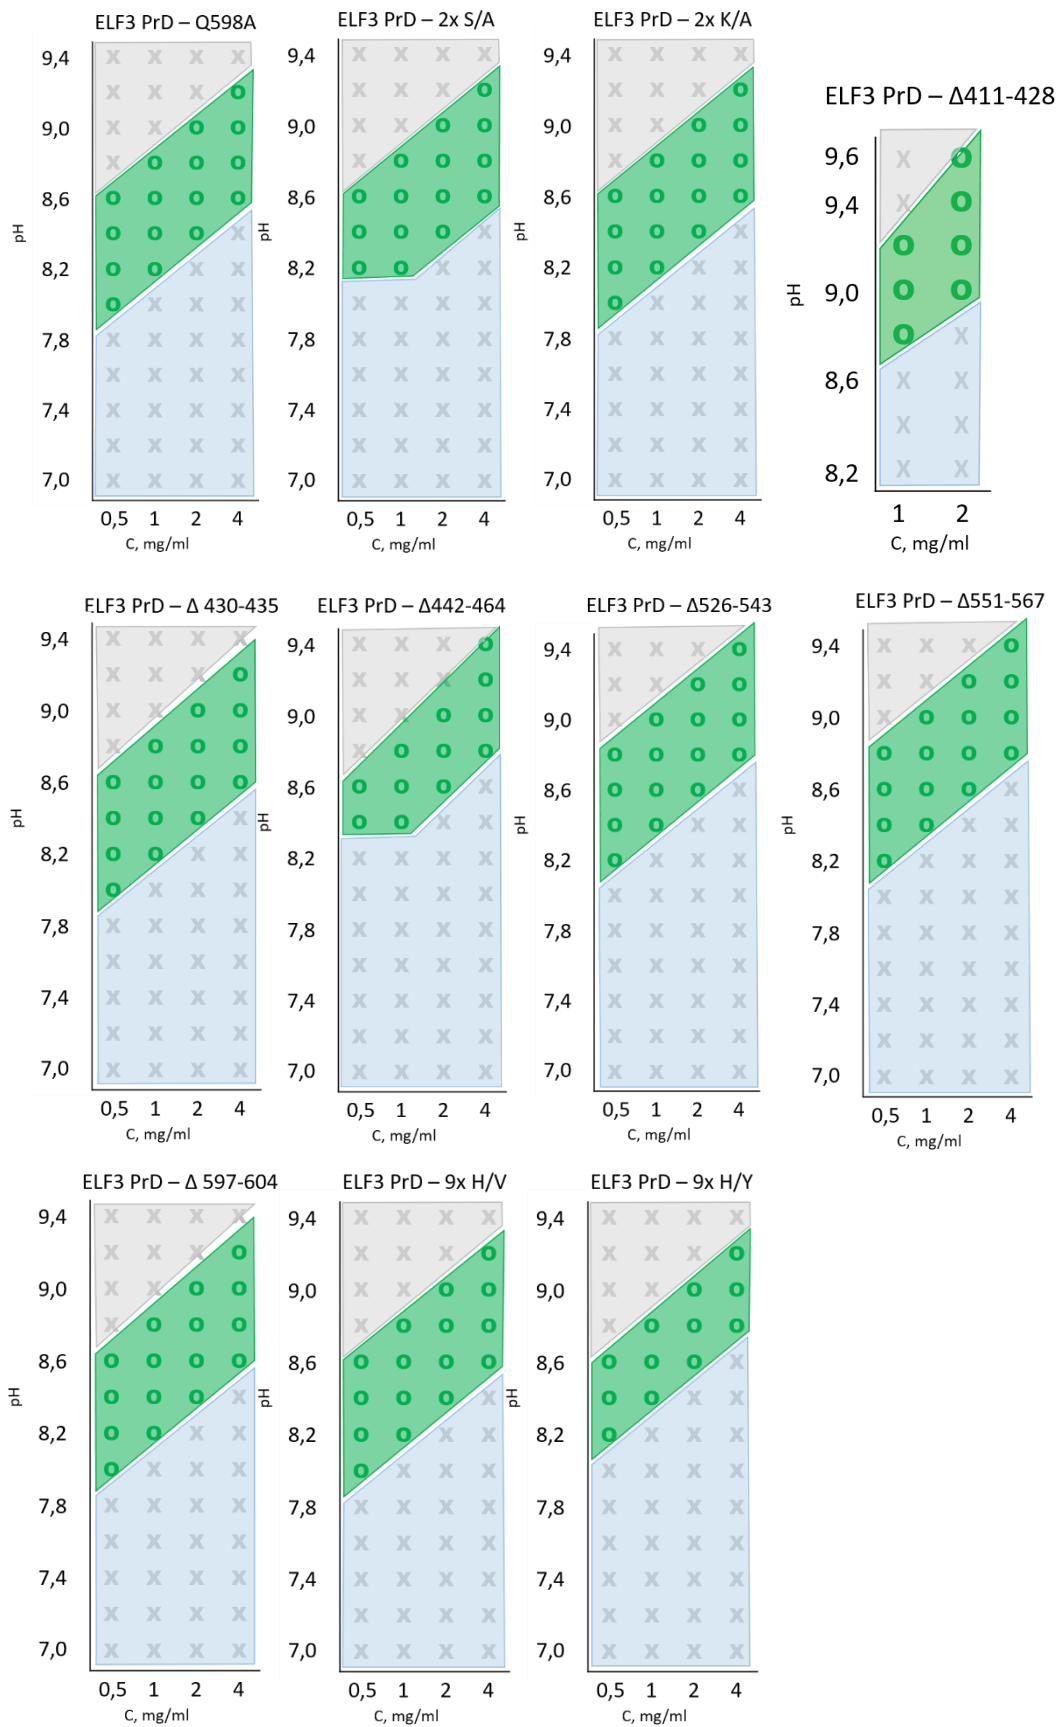 ELF3 PrD – Q598A
9,4
9,0
8,6
8,2
7,8
7,4
7,0
pH
0,5 1 2 4
C, mg/ml
ELF3 PrD – 2x S/A
9,4
9,0
8,6
8,2
7,8
7,4
7,0
pH
0,5 1 2 4
C, mg/ml
ELF3 PrD – 2x K/A
9,4
9,0
8,6
8,2
7,8
7,4
7,0
pH
0,5 1 2 4
C, mg/ml
ELF3 PrD – Δ411-428
9,6
9,4
9,0
8,6
8,2
pH
1 2
C, mg/ml
ELF3 PrD – Δ 430-435
9,4
9,0
8,6
8,2
7,8
7,4
7,0
pH
0,5 1 2 4
C, mg/ml
ELF3 PrD – Δ442-464
9,4
9,0
8,6
8,2
7,8
7,4
7,0
pH
0,5 1 2 4
C, mg/ml
ELF3 PrD – Δ526-543
9,4
9,0
8,6
8,2
7,8
7,4
7,0
pH
0,5 1 2 4
C, mg/ml
ELF3 PrD – Δ551-567
9,4
9,0
8,6
8,2
7,8
7,4
7,0
pH
0,5 1 2 4
C, mg/ml
ELF3 PrD – Δ 597-604
9,4
9,0
8,6
8,2
7,8
7,4
7,0
pH
0,5 1 2 4
C, mg/ml
ELF3 PrD – 9x H/V
9,4
9,0
8,6
8,2
7,8
7,4
7,0
pH
0,5 1 2 4
C, mg/ml
ELF3 PrD – 9x H/Y
9,4
9,0
8,6
8,2
7,8
7,4
7,0
pH
0,5 1 2 4
C, mg/ml